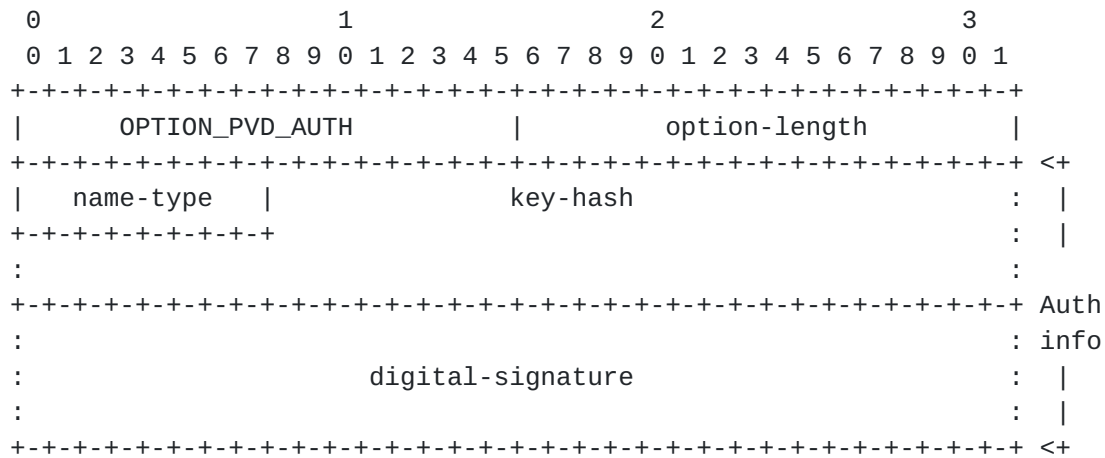 0                   1                   2                   3
 0 1 2 3 4 5 6 7 8 9 0 1 2 3 4 5 6 7 8 9 0 1 2 3 4 5 6 7 8 9 0 1
+-+-+-+-+-+-+-+-+-+-+-+-+-+-+-+-+-+-+-+-+-+-+-+-+-+-+-+-+-+-+-+-+
|      OPTION_PVD_AUTH          |         option-length         |
+-+-+-+-+-+-+-+-+-+-+-+-+-+-+-+-+-+-+-+-+-+-+-+-+-+-+-+-+-+-+-+-+ <+
|   name-type   |               key-hash                        :  |
+-+-+-+-+-+-+-+-+                                               :  |
:                                                               :
+-+-+-+-+-+-+-+-+-+-+-+-+-+-+-+-+-+-+-+-+-+-+-+-+-+-+-+-+-+-+-+-+ Auth
:                                                               : info
:                      digital-signature                        :  |
:                                                               :  |
+-+-+-+-+-+-+-+-+-+-+-+-+-+-+-+-+-+-+-+-+-+-+-+-+-+-+-+-+-+-+-+-+ <+